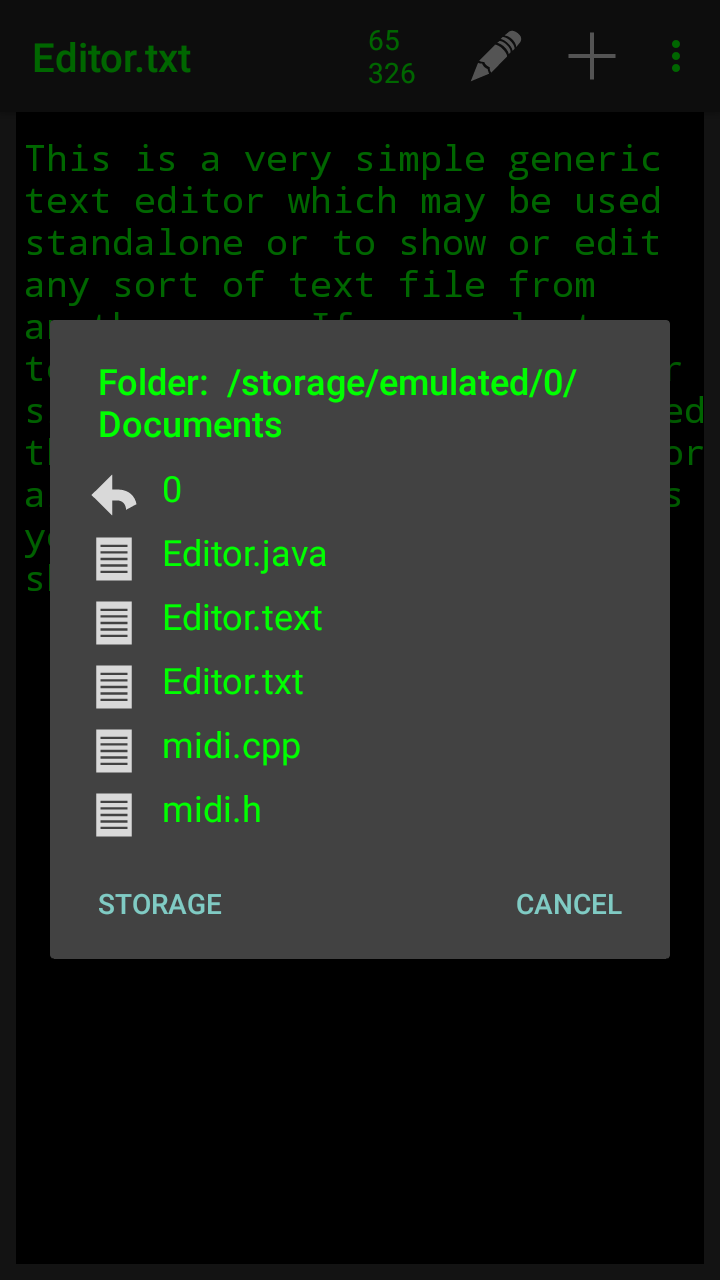 Editor.txt
65
326
This is a very simple generic
text editor which may be used
standalone or to show or edit
any sort of text file from
Folder:  /storage/emulated/0/
Documents
0
Editor.java
Editor.text
Editor.txt
midi.cpp
midi.h
STORAGE
CANCEL